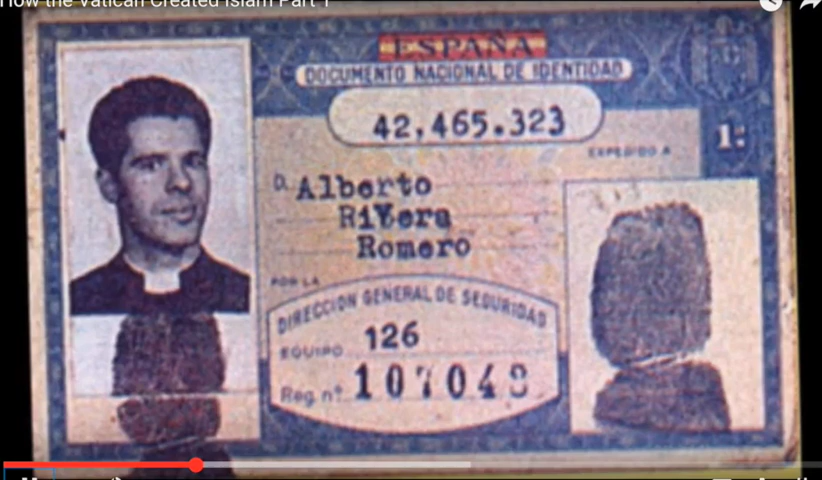 How the Vatican Created Islam Part 1
ESPAÑA
DOCUMENTO NACIONAL DE IDENTIDAD
42,465.323
EXPEDIDO A
1ª
D. Alberto
Rivera
Romero
POR LA
DIRECCION GENERAL DE SEGURIDAD
EQUIPO 126
Reg. nº 107048